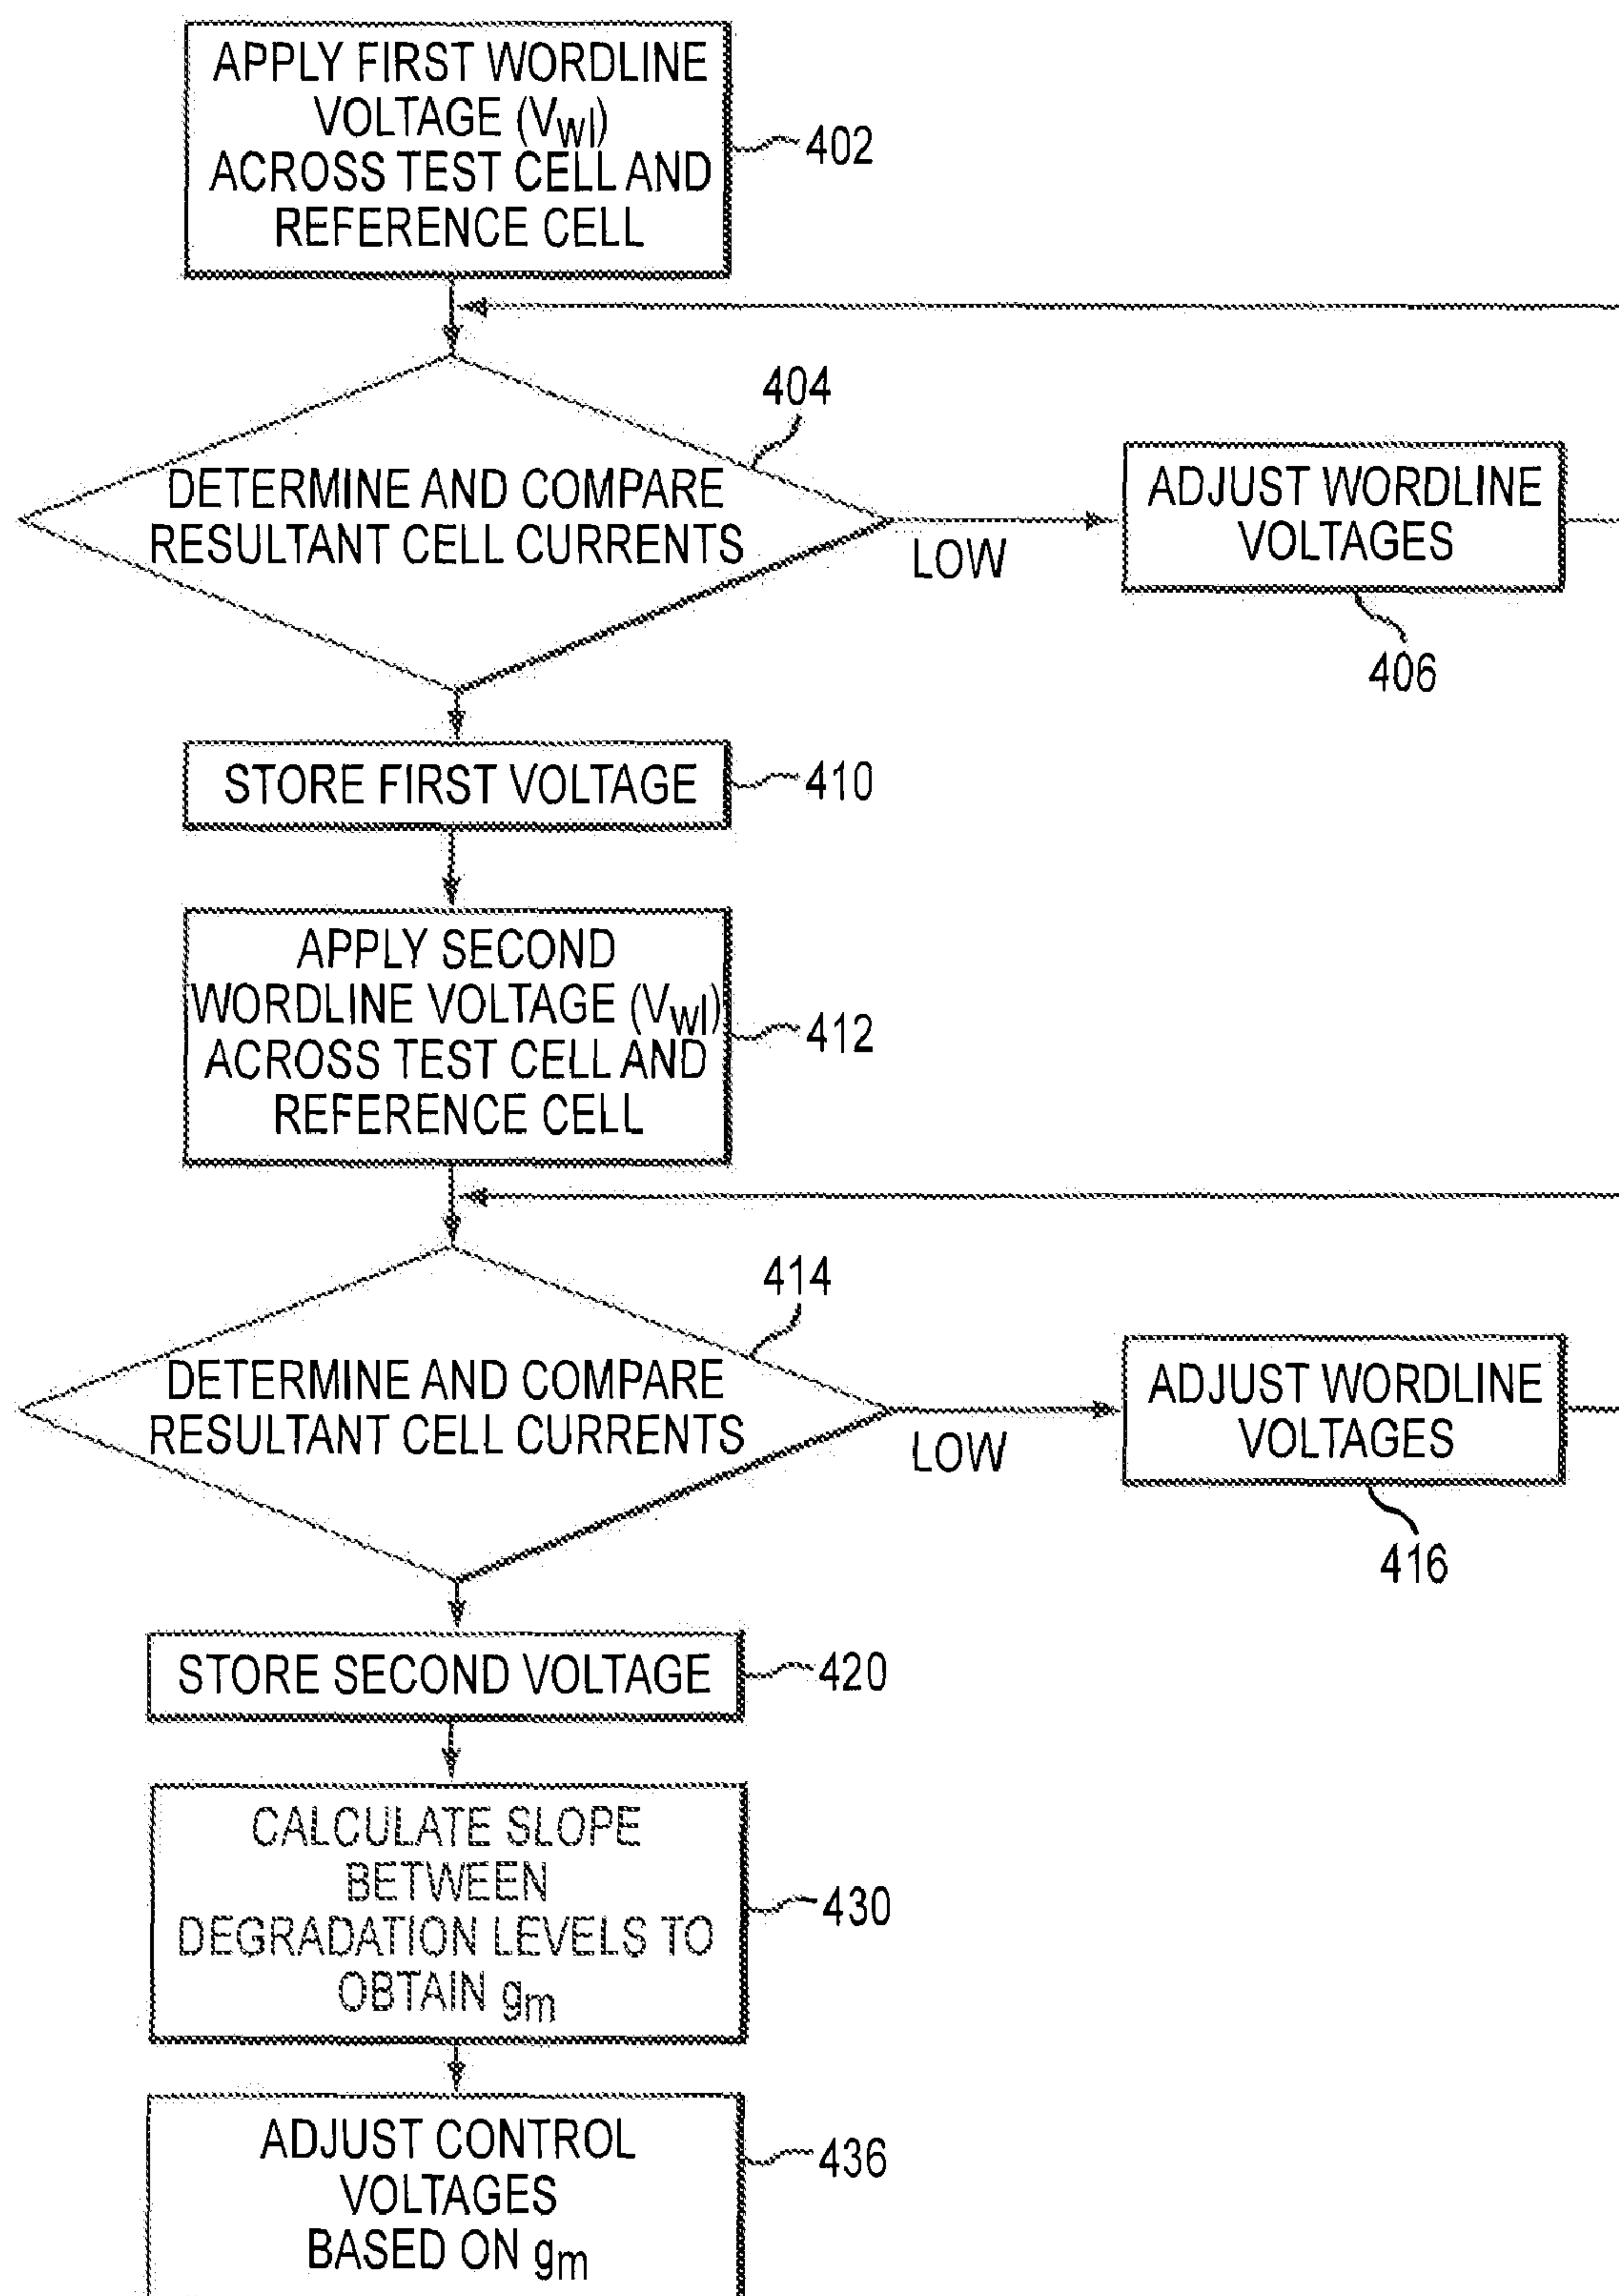 APPLY FIRST WORDLINE
VOLTAGE (Vwl)
ACROSS TEST CELL AND
REFERENCE CELL
402
404
DETERMINE AND COMPARE
RESULTANT CELL CURRENTS
LOW
ADJUST WORDLINE
VOLTAGES
406
STORE FIRST VOLTAGE
410
APPLY SECOND
WORDLINE VOLTAGE (Vwl)
ACROSS TEST CELL AND
REFERENCE CELL
412
414
DETERMINE AND COMPARE
RESULTANT CELL CURRENTS
LOW
ADJUST WORDLINE
VOLTAGES
416
STORE SECOND VOLTAGE
420
CALCULATE SLOPE
BETWEEN
DEGRADATION LEVELS TO
OBTAIN gm
430
ADJUST CONTROL
VOLTAGES
BASED ON gm
436